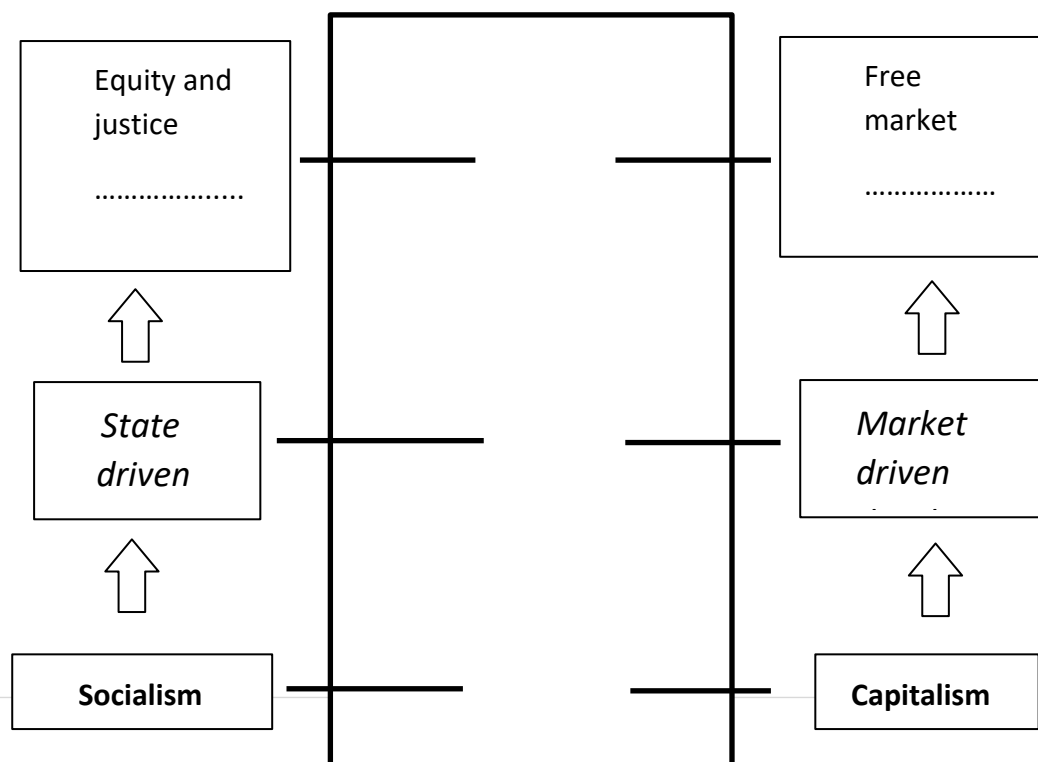 Equity and
justice
……………..…
Free
market
………………
State
driven
Market
driven
Socialism
Capitalism